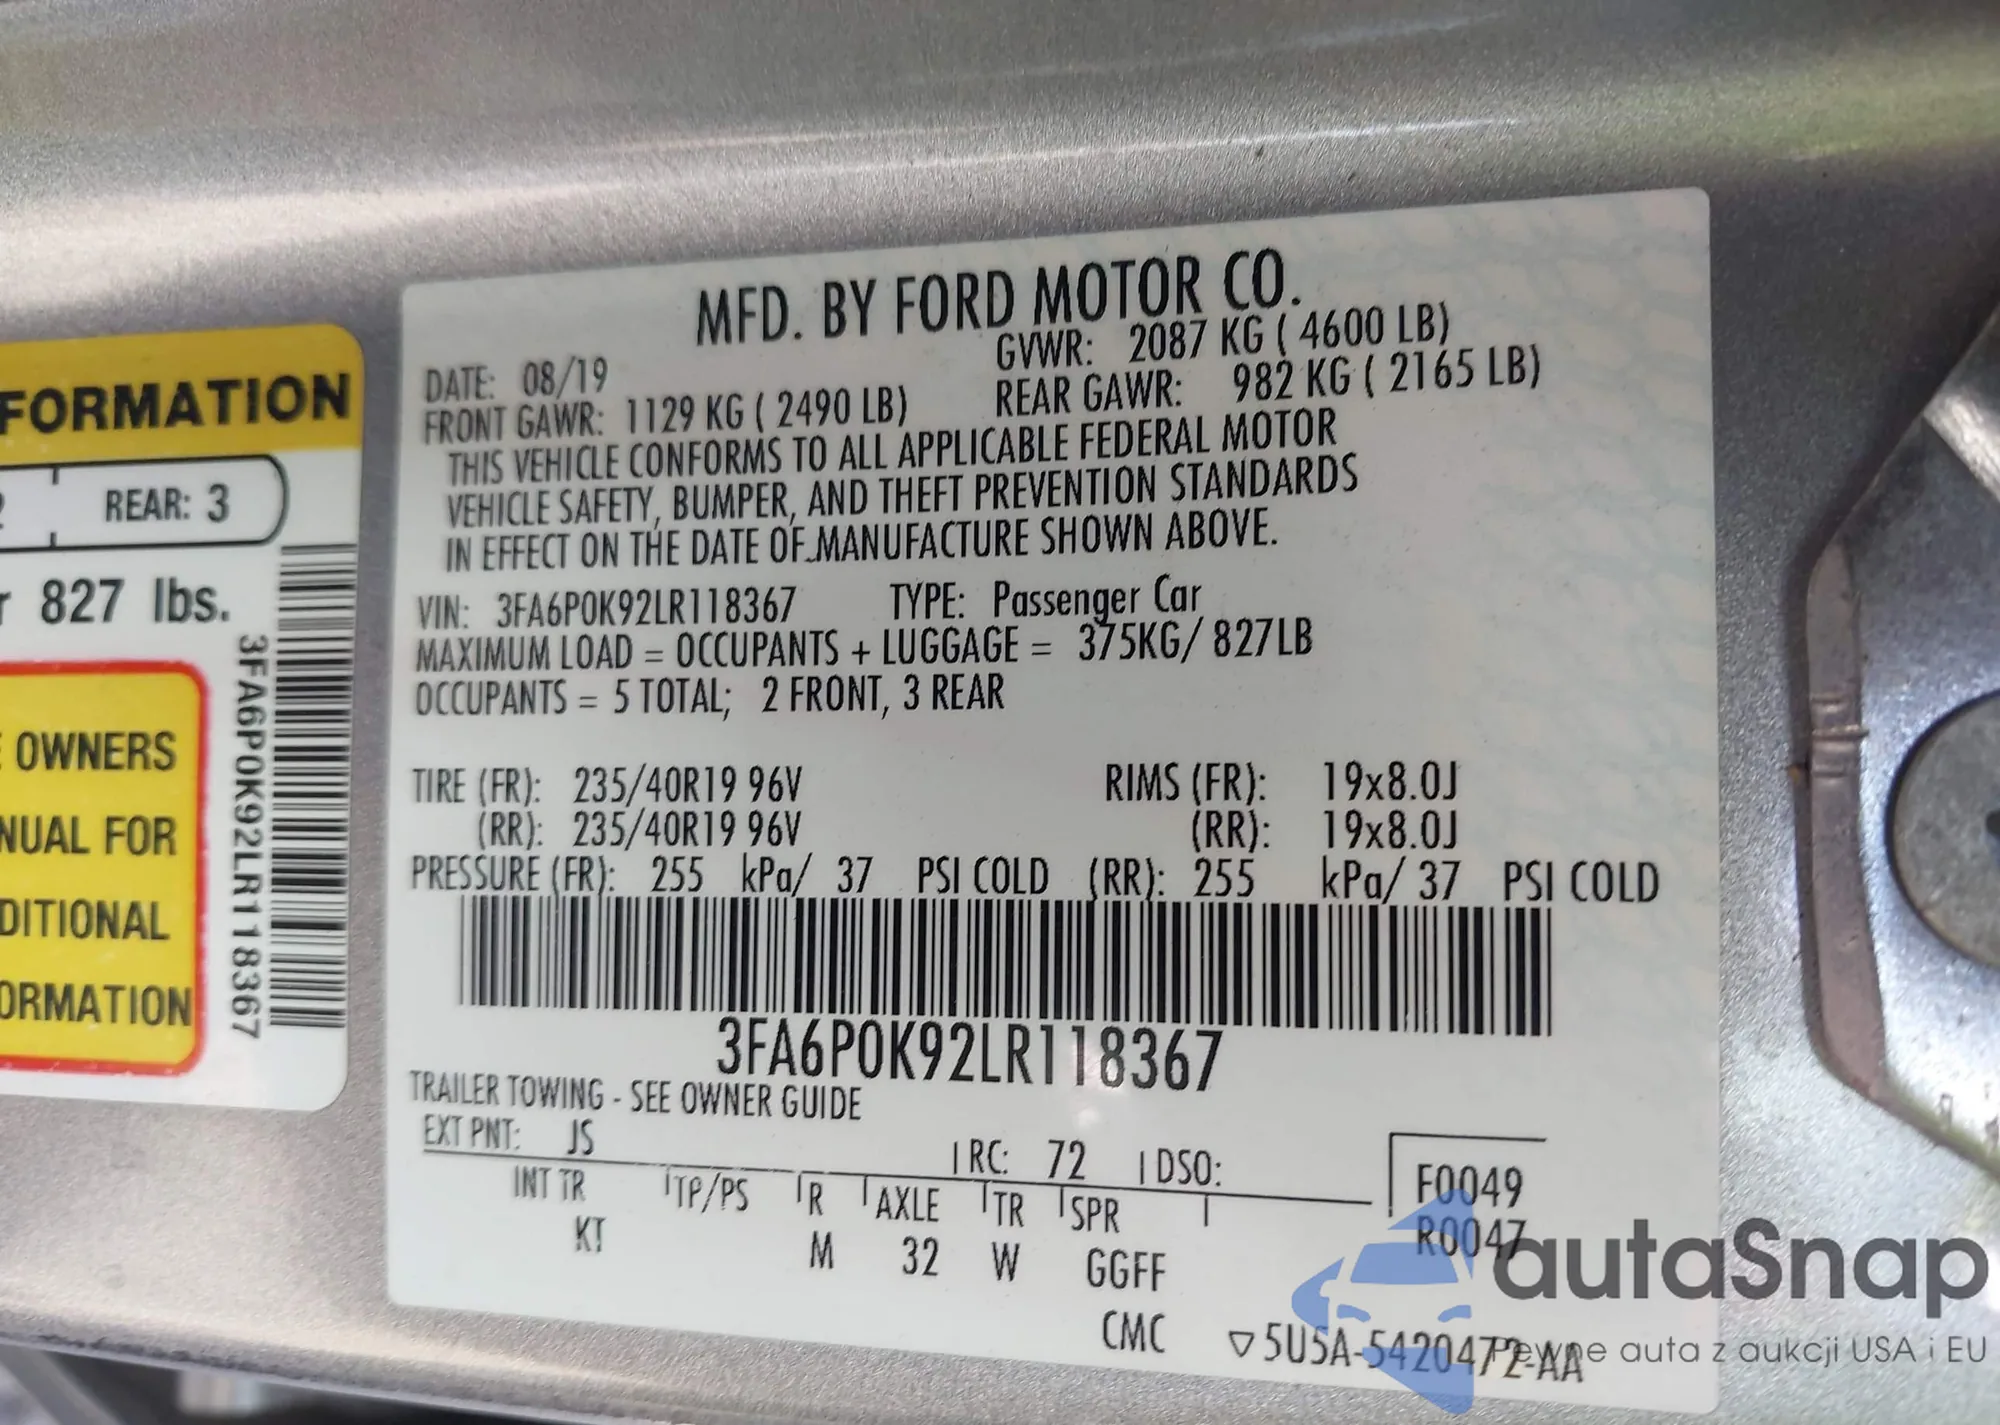 FORMATION
REAR: 3
827 lbs.
OWNERS
FOR
3FA6P0K92LR118367
MFD. BY FORD MOTOR CO.
DATE: 08/19 GVWR: 2087 KG ( 4600 LB)
FRONT GAWR: 1129 KG ( 2490 LB) REAR GAWR: 982 KG ( 2165 LB)
THIS VEHICLE CONFORMS TO ALL APPLICABLE FEDERAL MOTOR
VEHICLE SAFETY, BUMPER, AND THEFT PREVENTION STANDARDS
IN EFFECT ON THE DATE OF MANUFACTURE SHOWN ABOVE.
VIN: 3FA6P0K92LR118367 TYPE: Passenger Car
MAXIMUM LOAD = OCCUPANTS + LUGGAGE = 375KG/ 827LB
OCCUPANTS = 5 TOTAL; 2 FRONT, 3 REAR
TIRE (FR): 235/40R19 96V RIMS (FR): 19x8.0J
(RR): 235/40R19 96V (RR): 19x8.0J
PRESSURE (FR): 255 kPa/ 37 PSI COLD (RR): 255 kPa/ 37 PSI COLD
3FA6P0K92LR118367
TRAILER TOWING - SEE OWNER GUIDE
EXT PNT: JS RC: 72 DSO:
INT TR TP/PS R AXLE TR SPR
KT M 32 W GGFF
F0049
R0047
CMC ▽5U5A-5420472-AA
autaSnap
Pewne auta z aukcji USA i EU